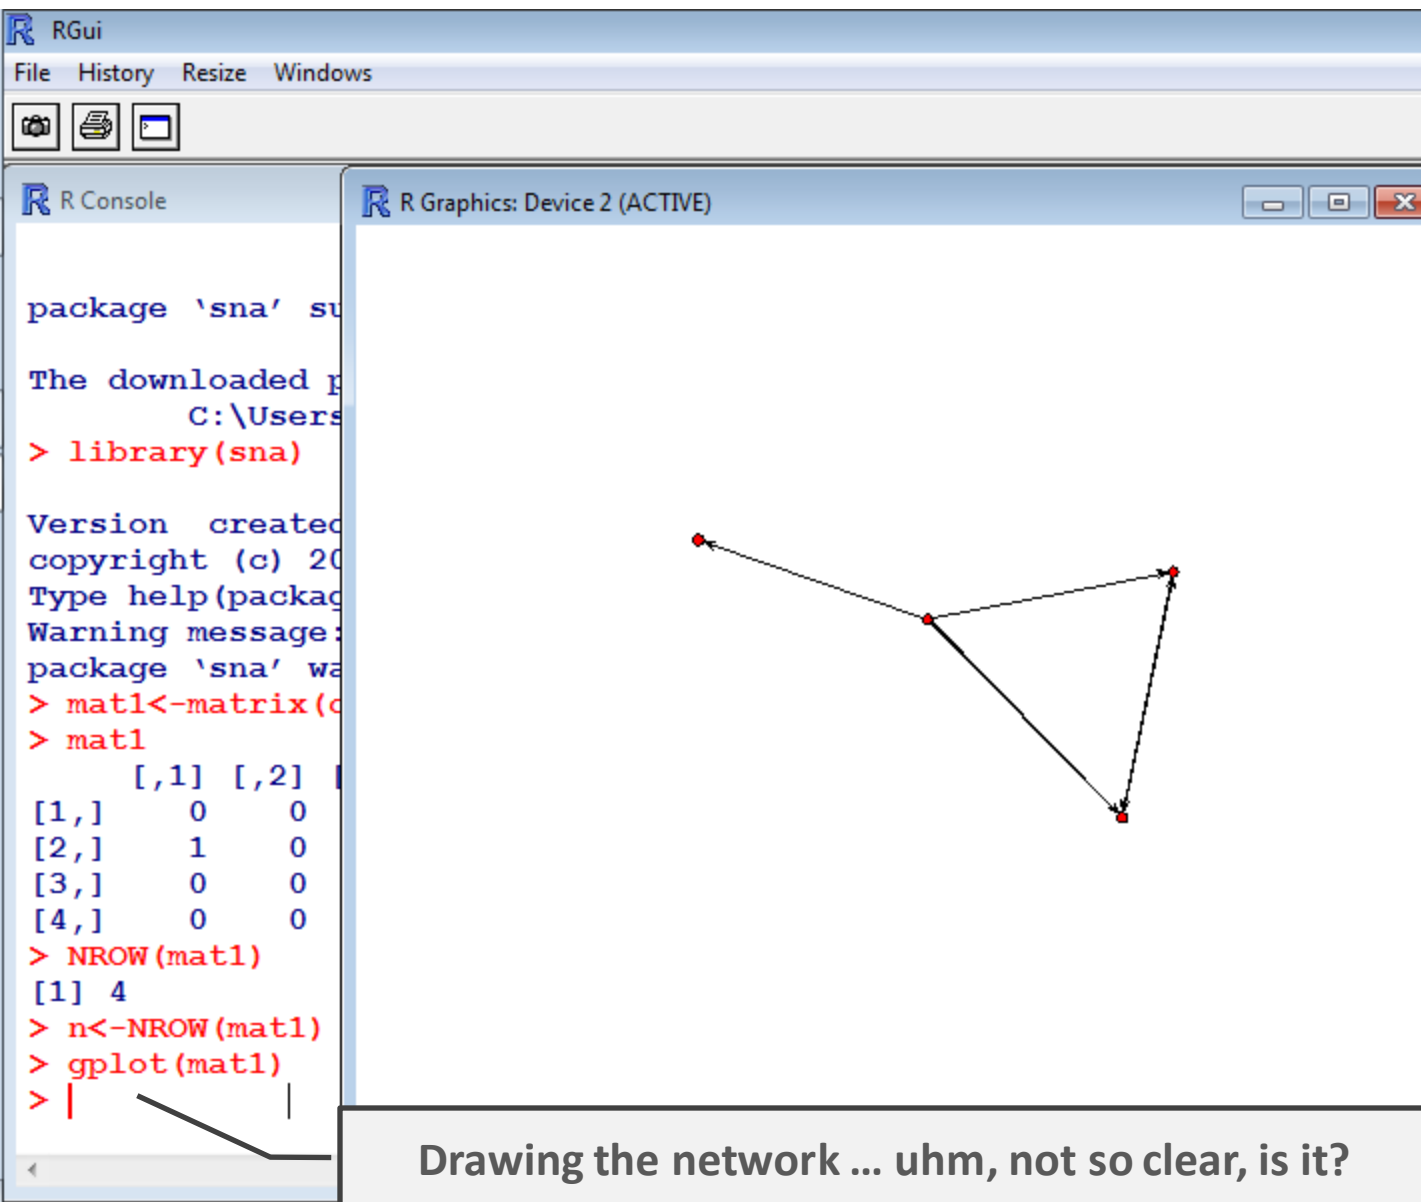 RGui
File History Resize Windows
R Console
R Graphics: Device 2 (ACTIVE)
package ‘sna’ su
The downloaded p
C:\Users
> library(sna)
Version created
copyright (c) 20
Type help(packag
Warning message:
package ‘sna’ wa
> mat1<-matrix(c
> mat1
[,1] [,2] [
[1,] 0 0
[2,] 1 0
[3,] 0 0
[4,] 0 0
> NROW(mat1)
[1] 4
> n<-NROW(mat1)
> gplot(mat1)
>
Drawing the network … uhm, not so clear, is it?